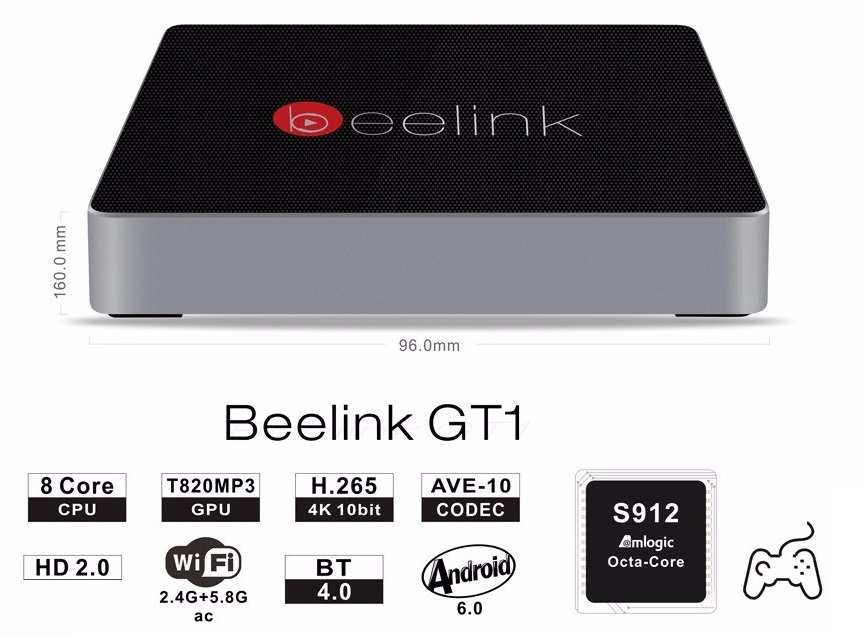 beelink
160.0 mm
96.0mm
Beelink GT1
8 Core
CPU
T820MP3
GPU
H.265
4K 10bit
AVE-10
CODEC
S912
@mlogic
Octa-Core
HD 2.0
WiFi
2.4G+5.8G
ac
BT
4.0
Android
6.0